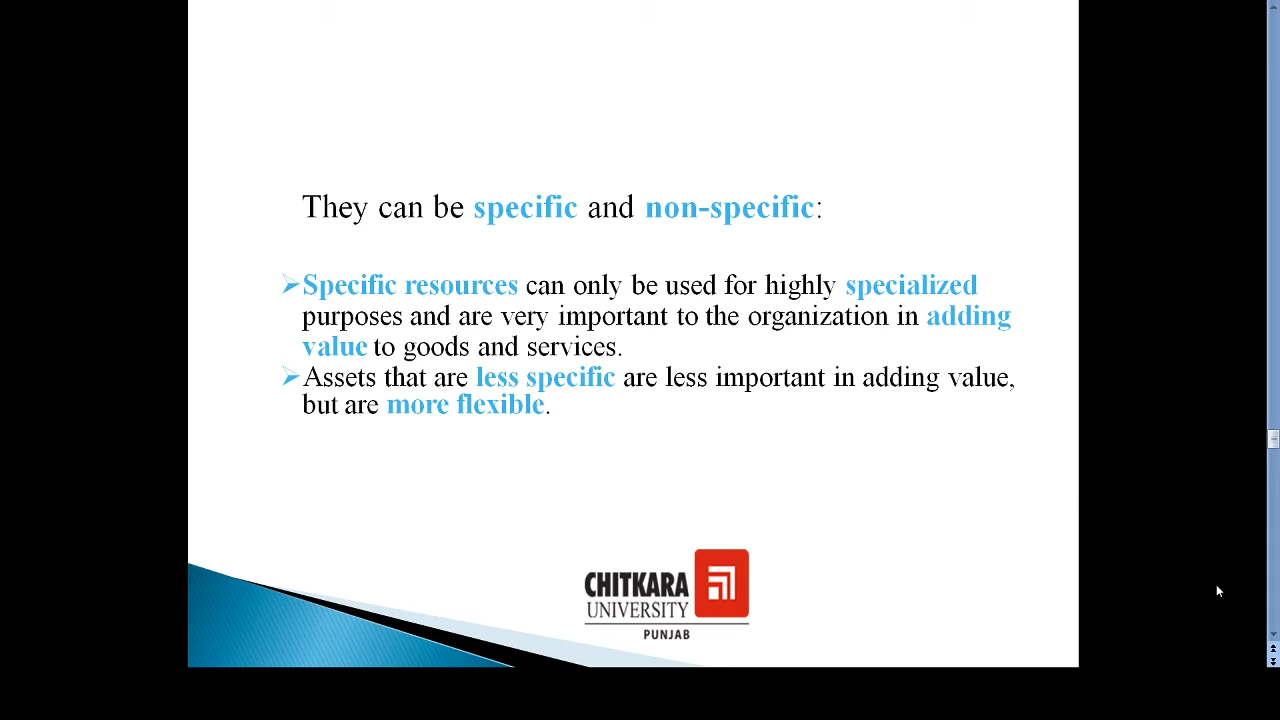 They can be specific and non-specific:
➢Specific resources can only be used for highly specialized
purposes and are very important to the organization in adding
value to goods and services.
➢Assets that are less specific are less important in adding value,
but are more flexible.
CHITKARA
UNIVERSITY
PUNJAB